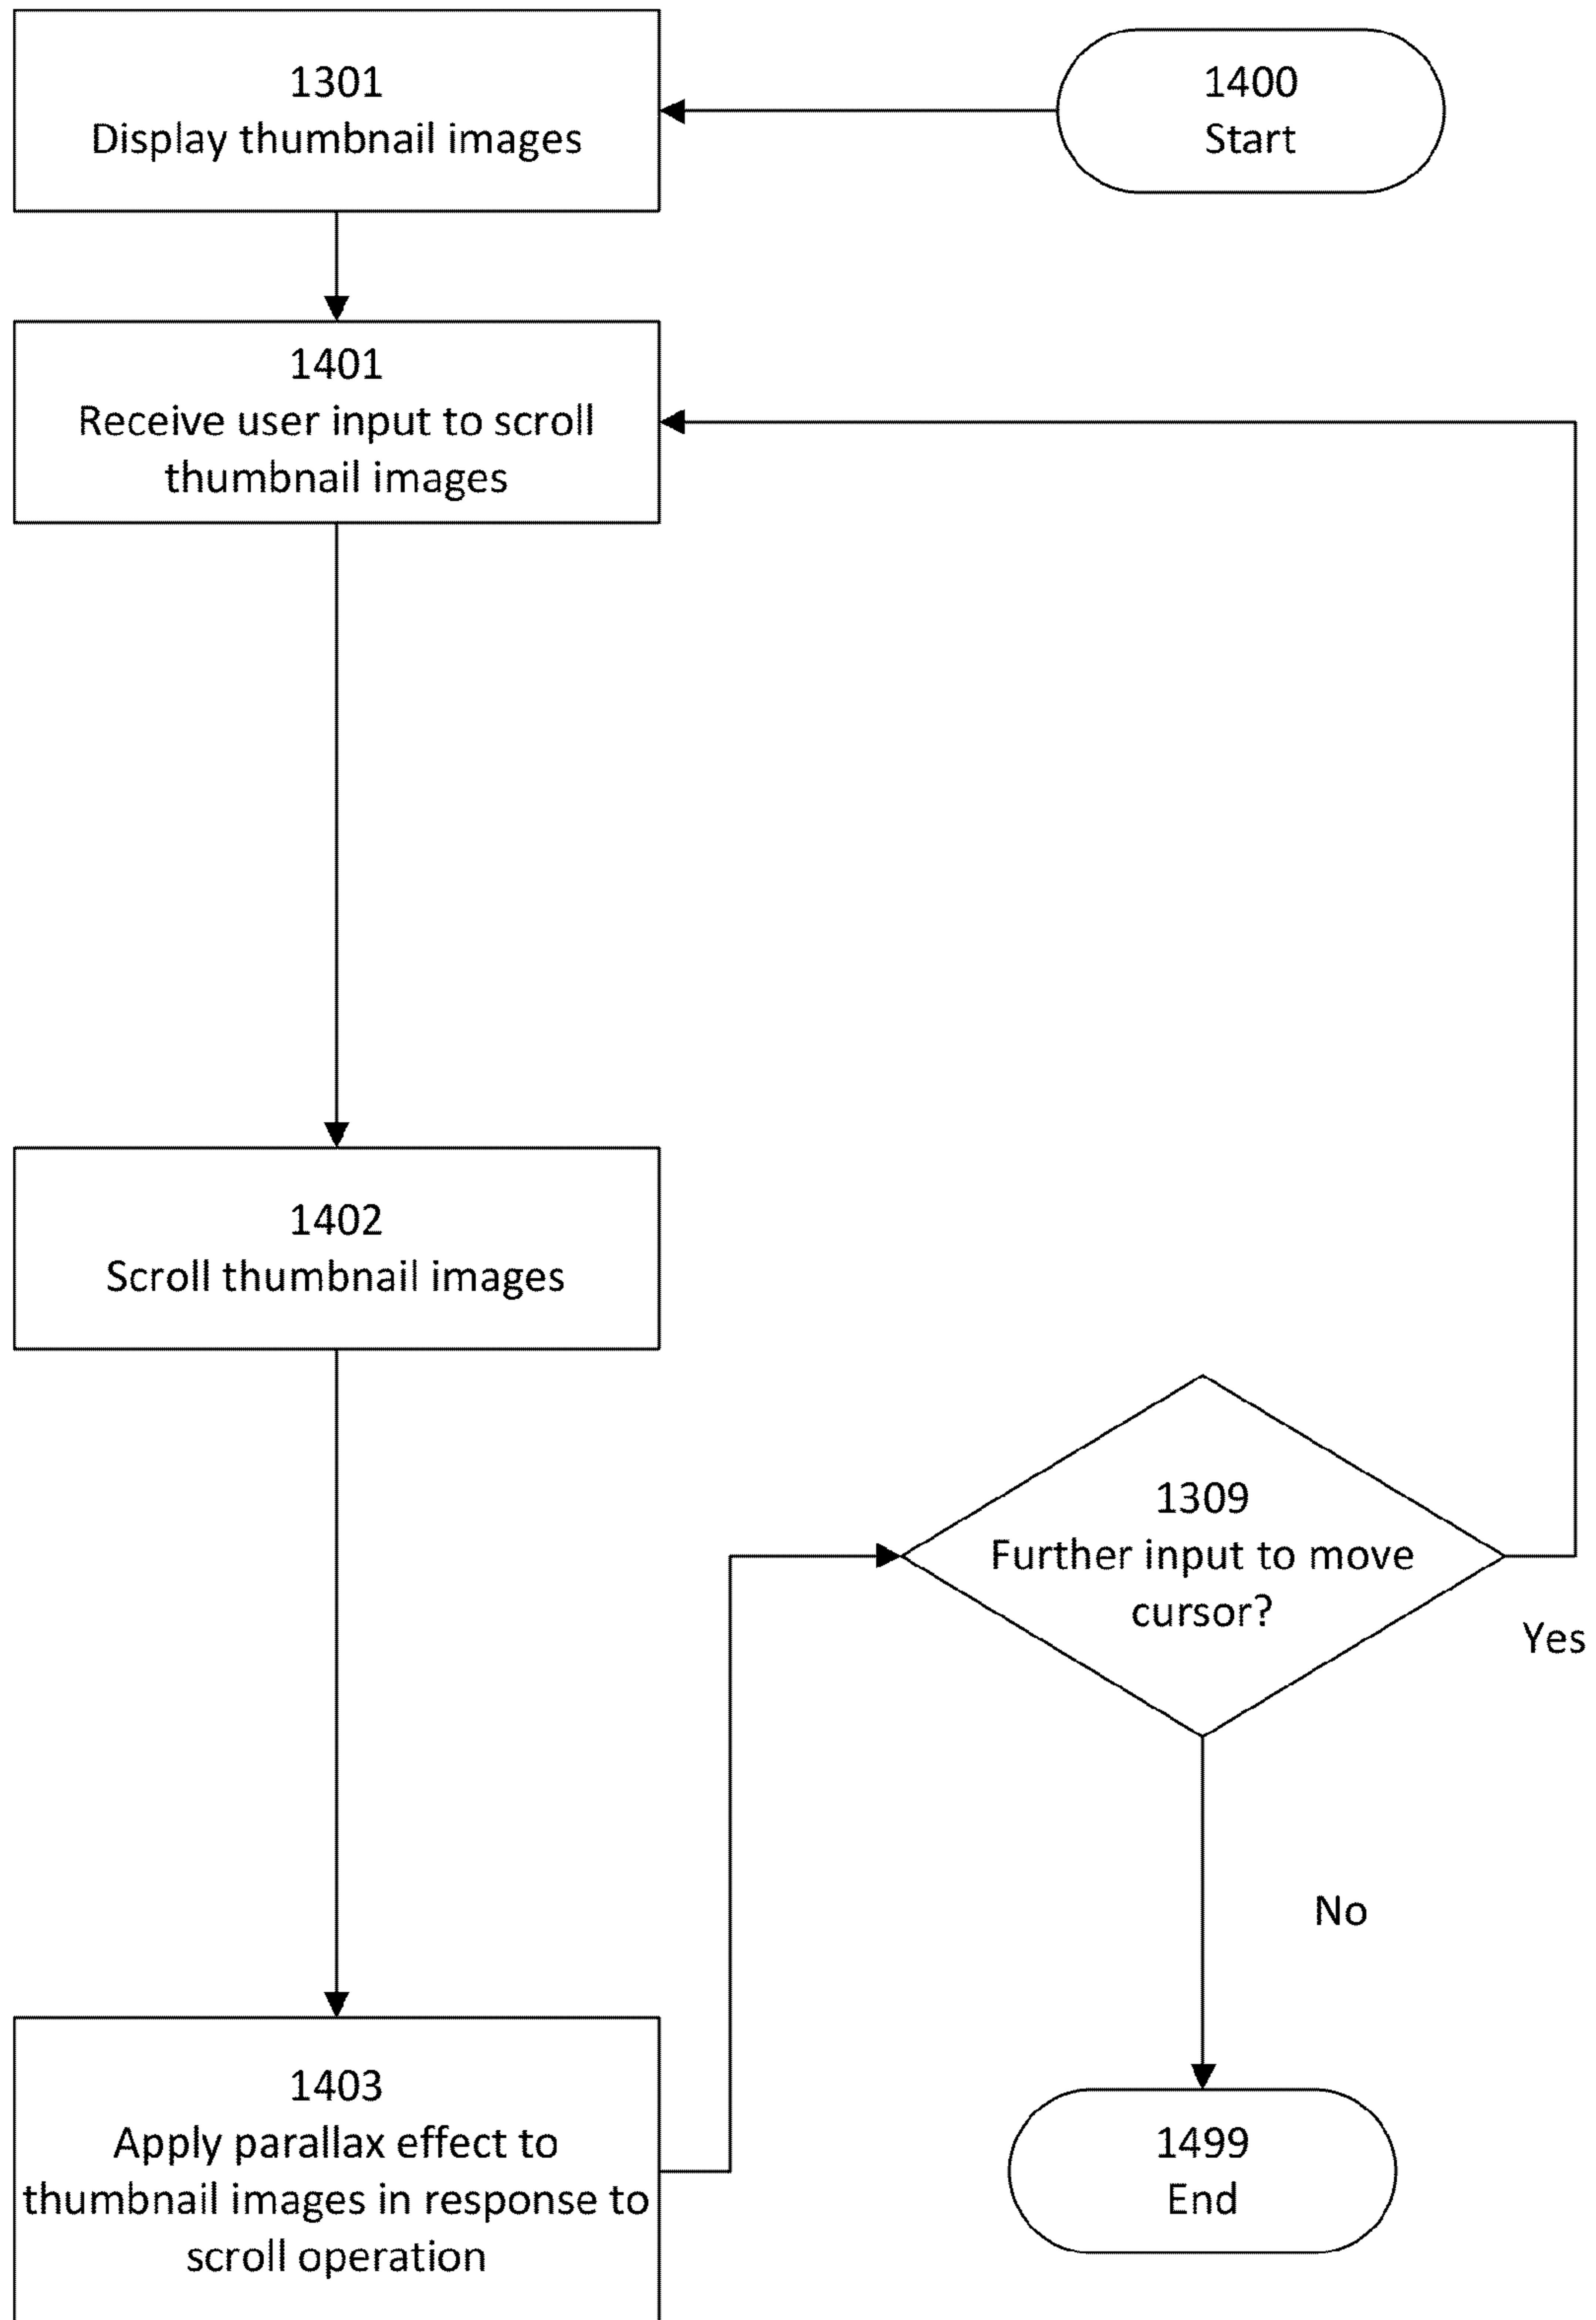 1301
Display thumbnail images
1400
Start
1401
Receive user input to scroll
thumbnail images
1402
Scroll thumbnail images
1309
Further input to move
cursor?
Yes
No
1403
Apply parallax effect to
thumbnail images in response to
scroll operation
1499
End